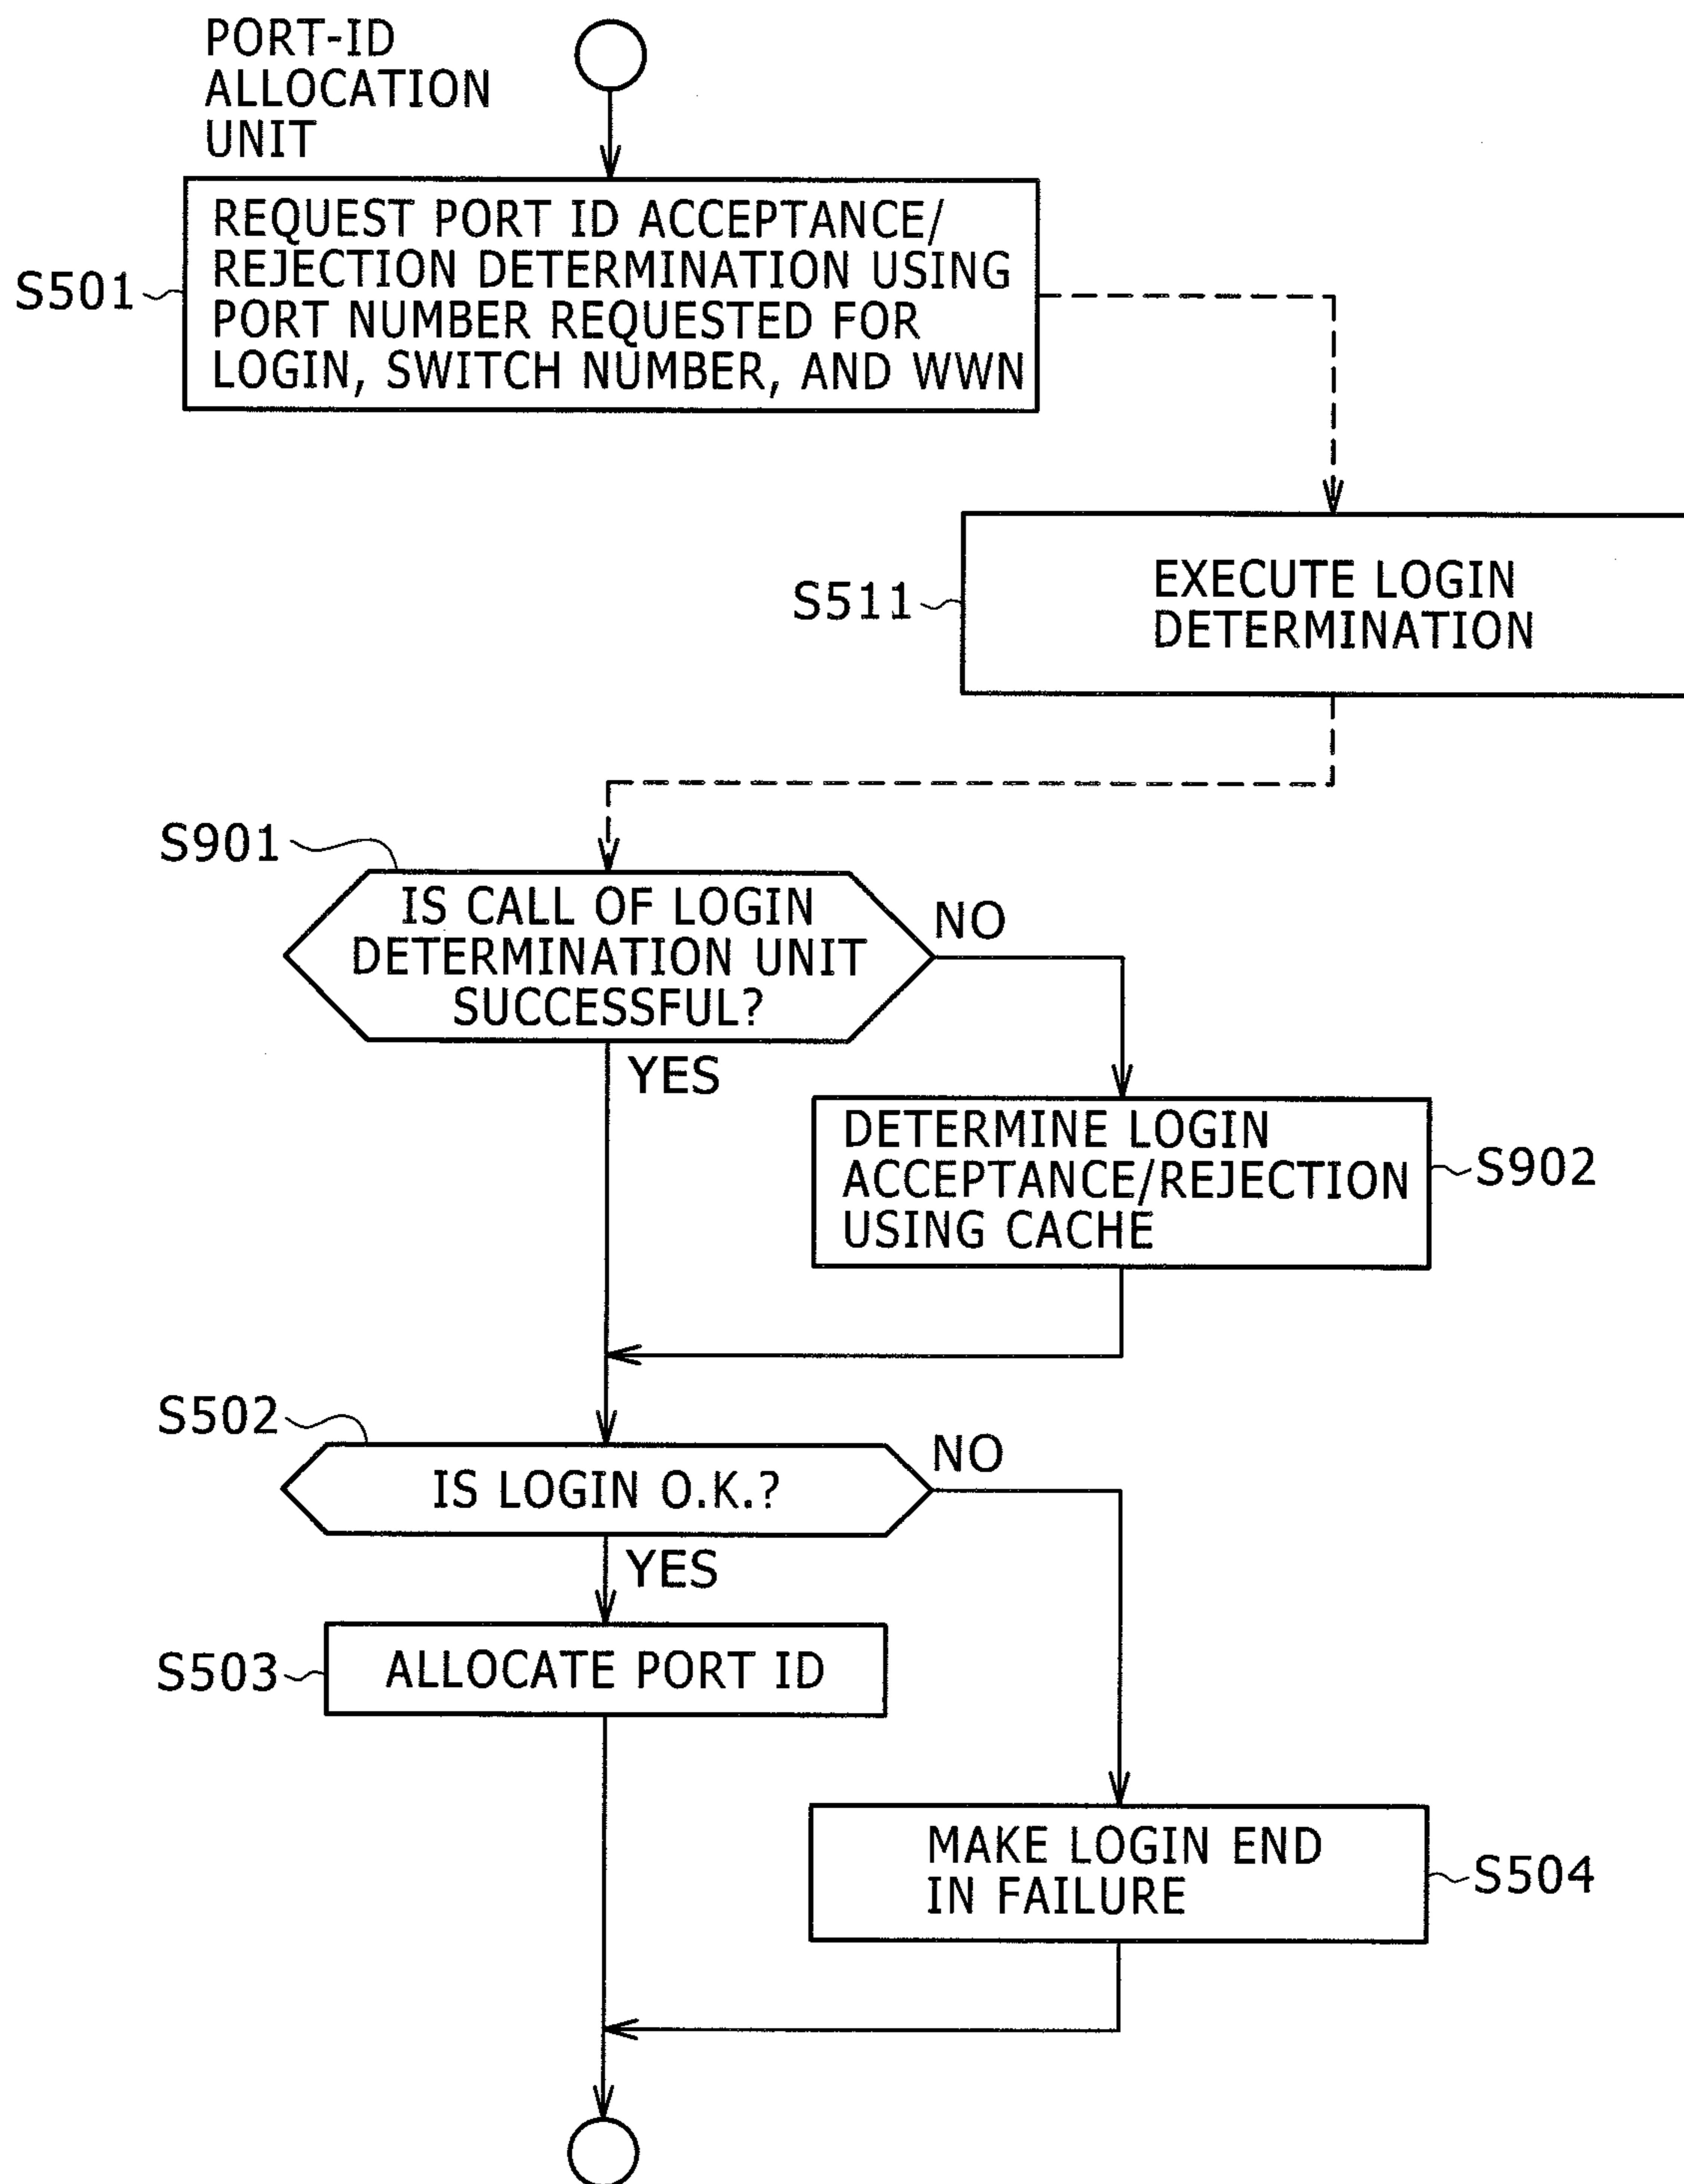 PORT-ID
ALLOCATION
UNIT
S501
REQUEST PORT ID ACCEPTANCE/
REJECTION DETERMINATION USING
PORT NUMBER REQUESTED FOR
LOGIN, SWITCH NUMBER, AND WWN
S511
EXECUTE LOGIN
DETERMINATION
S901
IS CALL OF LOGIN
DETERMINATION UNIT
SUCCESSFUL?
NO
YES
DETERMINE LOGIN
ACCEPTANCE/REJECTION
USING CACHE
S902
S502
IS LOGIN O.K.?
NO
YES
S503
ALLOCATE PORT ID
MAKE LOGIN END
IN FAILURE
S504